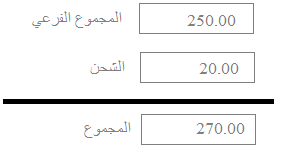 المجموع الفرعي 250.00
الشحن 20.00
المجموع 270.00